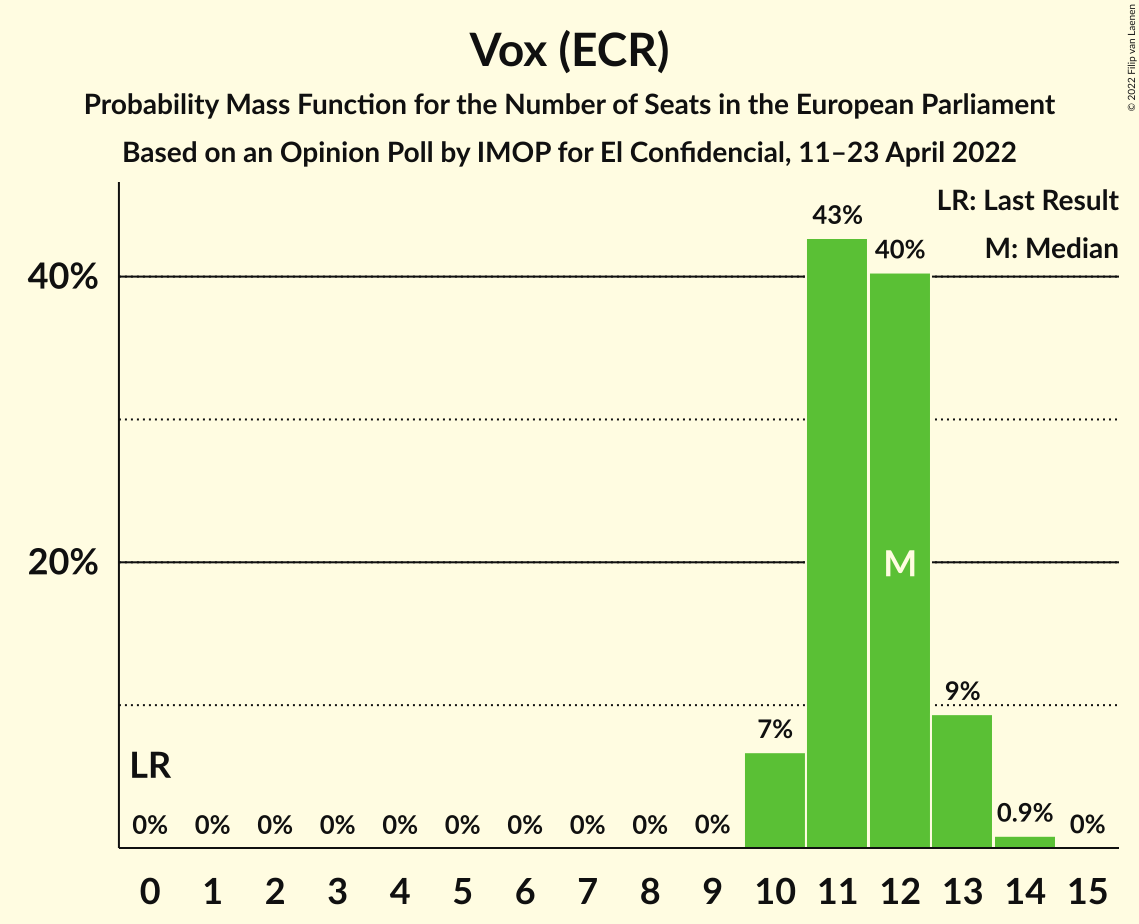 Vox (ECR)
Probability Mass Function for the Number of Seats in the European Parliament
Based on an Opinion Poll by IMOP for El Confidencial, 11–23 April 2022
© 2022 Filip van Laenen
LR: Last Result
M: Median
43%
40%
40%
20%
M
9%
7%
LR
0.9%
0% 0% 0% 0% 0% 0% 0% 0% 0% 0% 0%
0 1 2 3 4 5 6 7 8 9 10 11 12 13 14 15